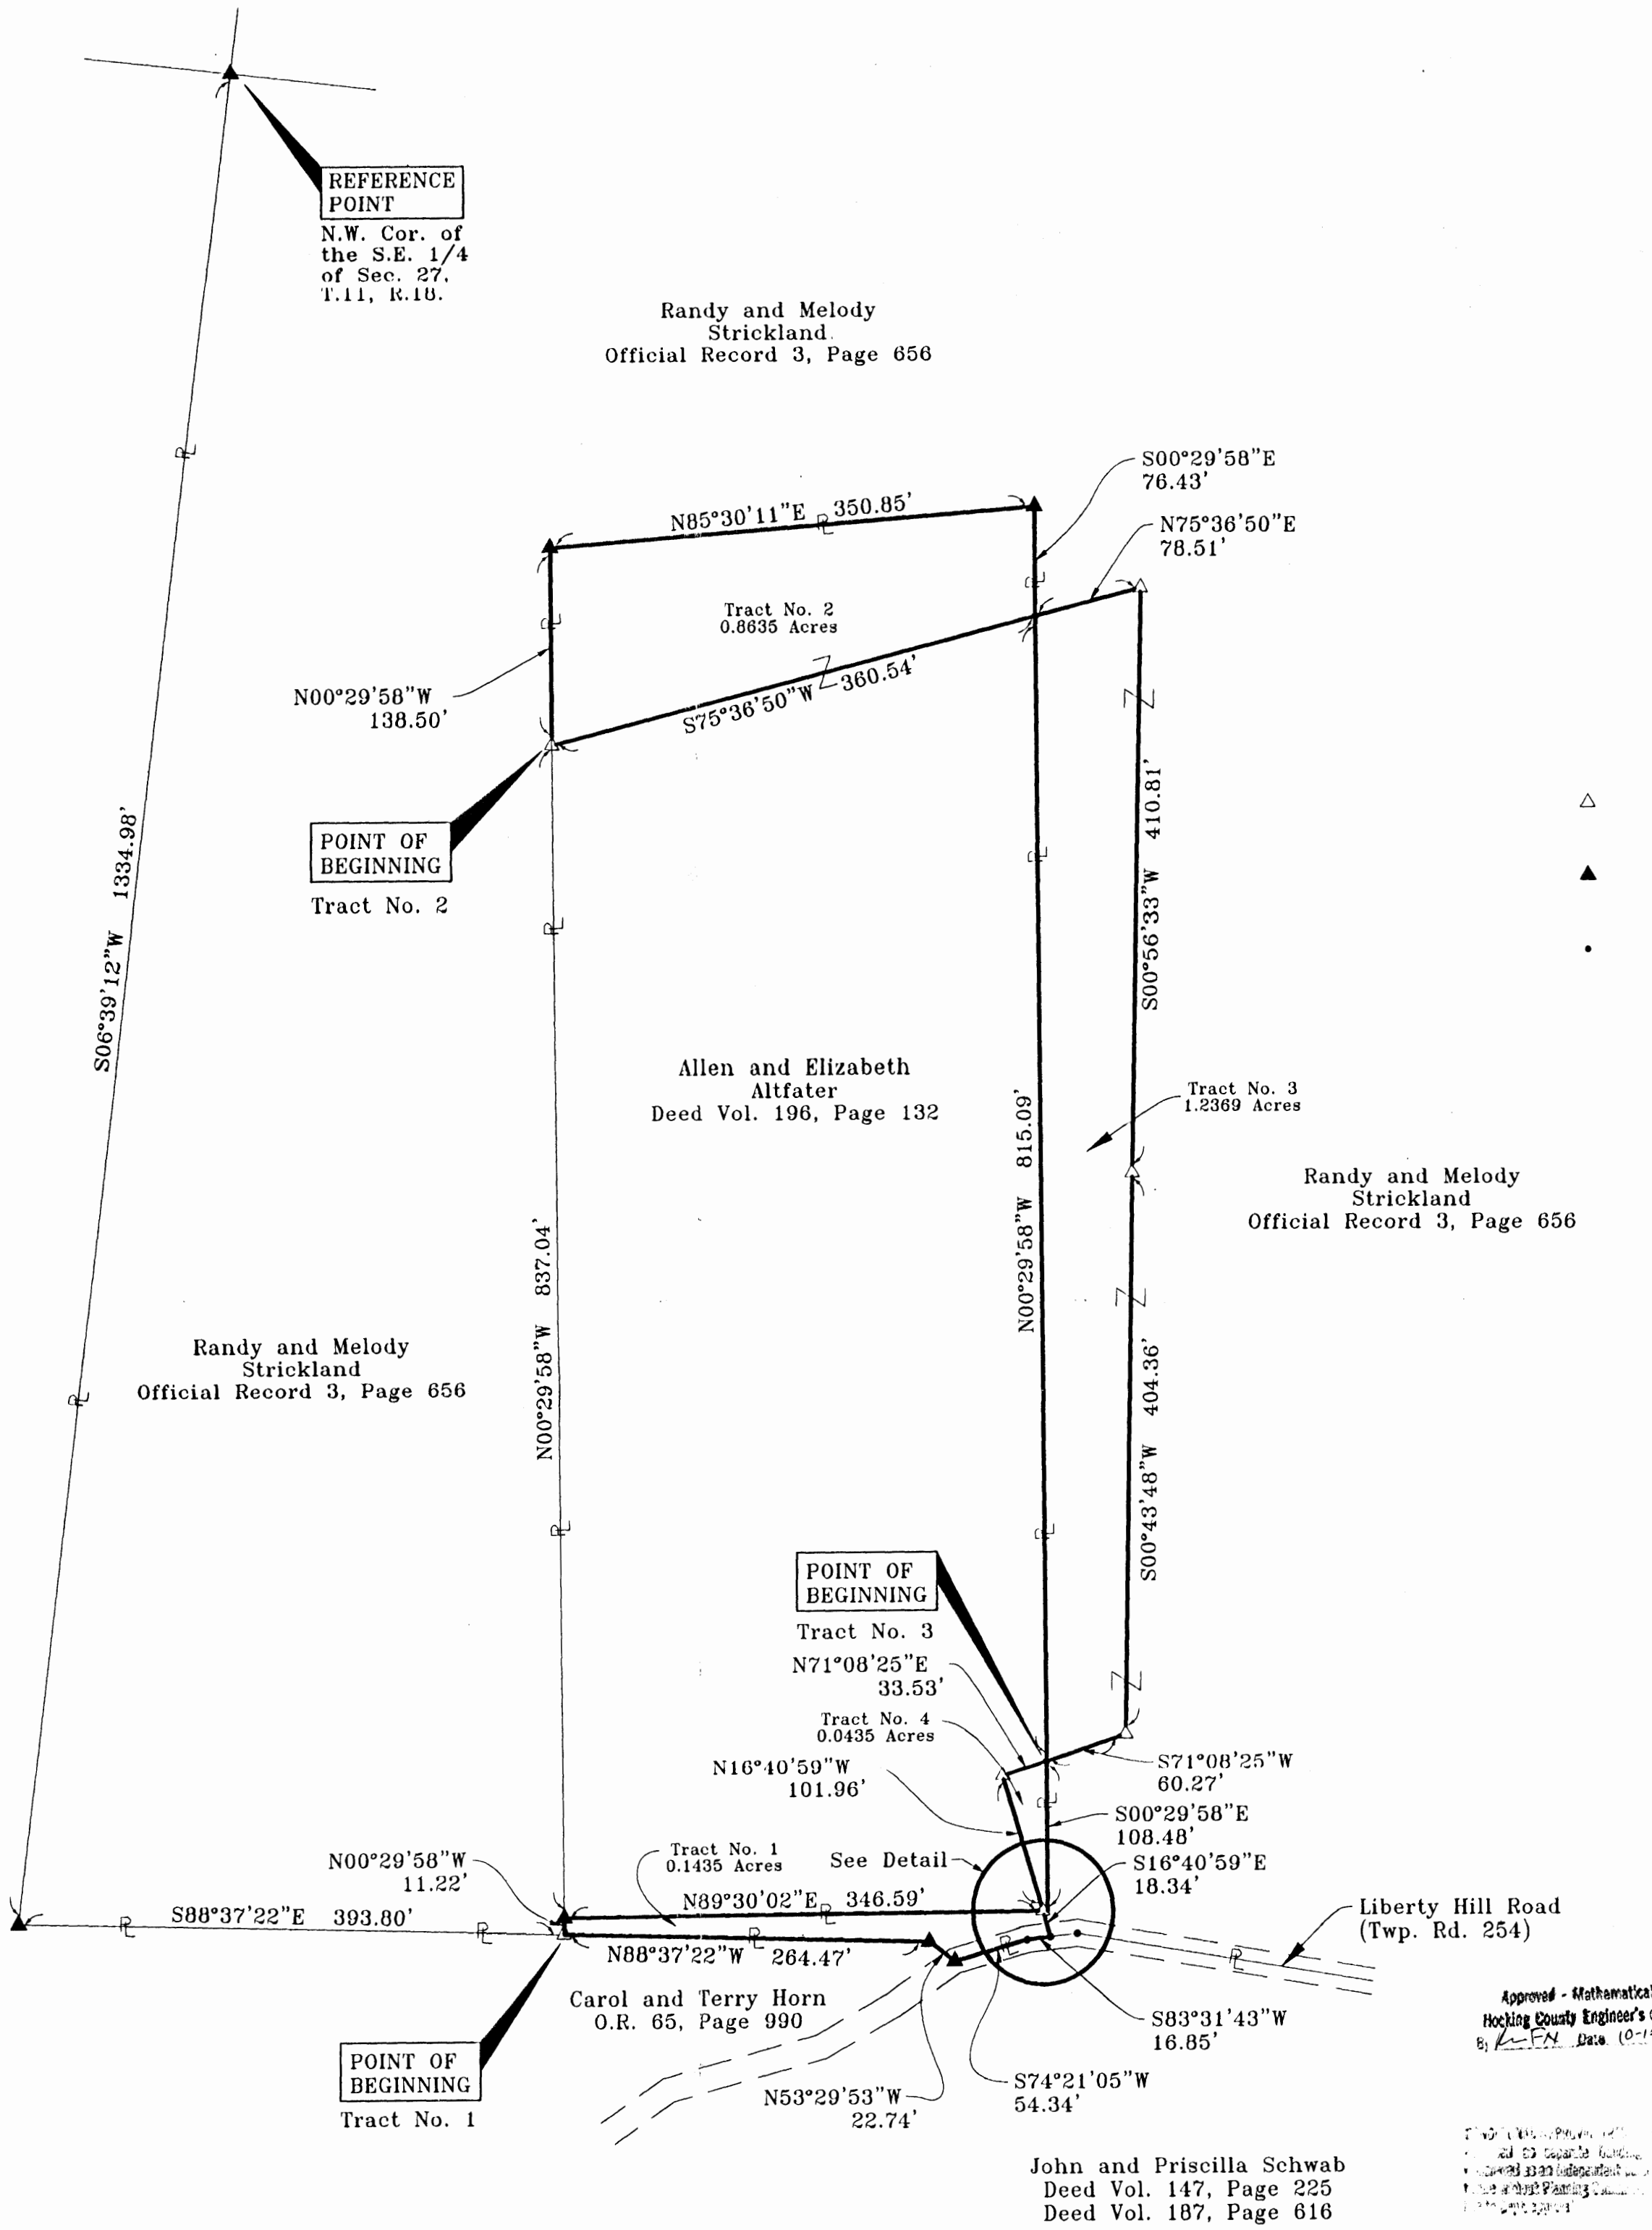 REFERENCE
POINT
N.W. Cor. of
the S.E. 1/4
of Sec. 27,
T.11, R.18.
Randy and Melody
Strickland
Official Record 3, Page 656
S00°29'58"E
76.43'
N85°30'11"E 350.85'
N75°36'50"E
78.51'
Tract No. 2
0.8635 Acres
S75°36'50"W 360.54'
N00°29'58"W
138.50'
POINT OF
BEGINNING
Tract No. 2
S06°39'12"W 1334.98'
S00°56'33"W 410.81'
Allen and Elizabeth
Altfater
Deed Vol. 196, Page 132
Tract No. 3
1.2369 Acres
N00°29'58"W 815.09'
Randy and Melody
Strickland
Official Record 3, Page 656
N00°29'58"W 837.04'
Randy and Melody
Strickland
Official Record 3, Page 656
S00°43'48"W 404.36'
POINT OF
BEGINNING
Tract No. 3
N71°08'25"E
33.53'
Tract No. 4
0.0435 Acres
N16°40'59"W
101.96'
S71°08'25"W
60.27'
S00°29'58"E
108.48'
N00°29'58"W
11.22'
Tract No. 1
0.1435 Acres
See Detail
S16°40'59"E
18.34'
S88°37'22"E 393.80'
N89°30'02"E 346.59'
Liberty Hill Road
(Twp. Rd. 254)
N88°37'22"W 264.47'
Carol and Terry Horn
O.R. 65, Page 990
S83°31'43"W
16.85'
POINT OF
BEGINNING
Tract No. 1
N53°29'53"W
22.74'
S74°21'05"W
54.34'
John and Priscilla Schwab
Deed Vol. 147, Page 225
Deed Vol. 187, Page 616
Approved - Mathematical
Hocking County Engineer's
By Date